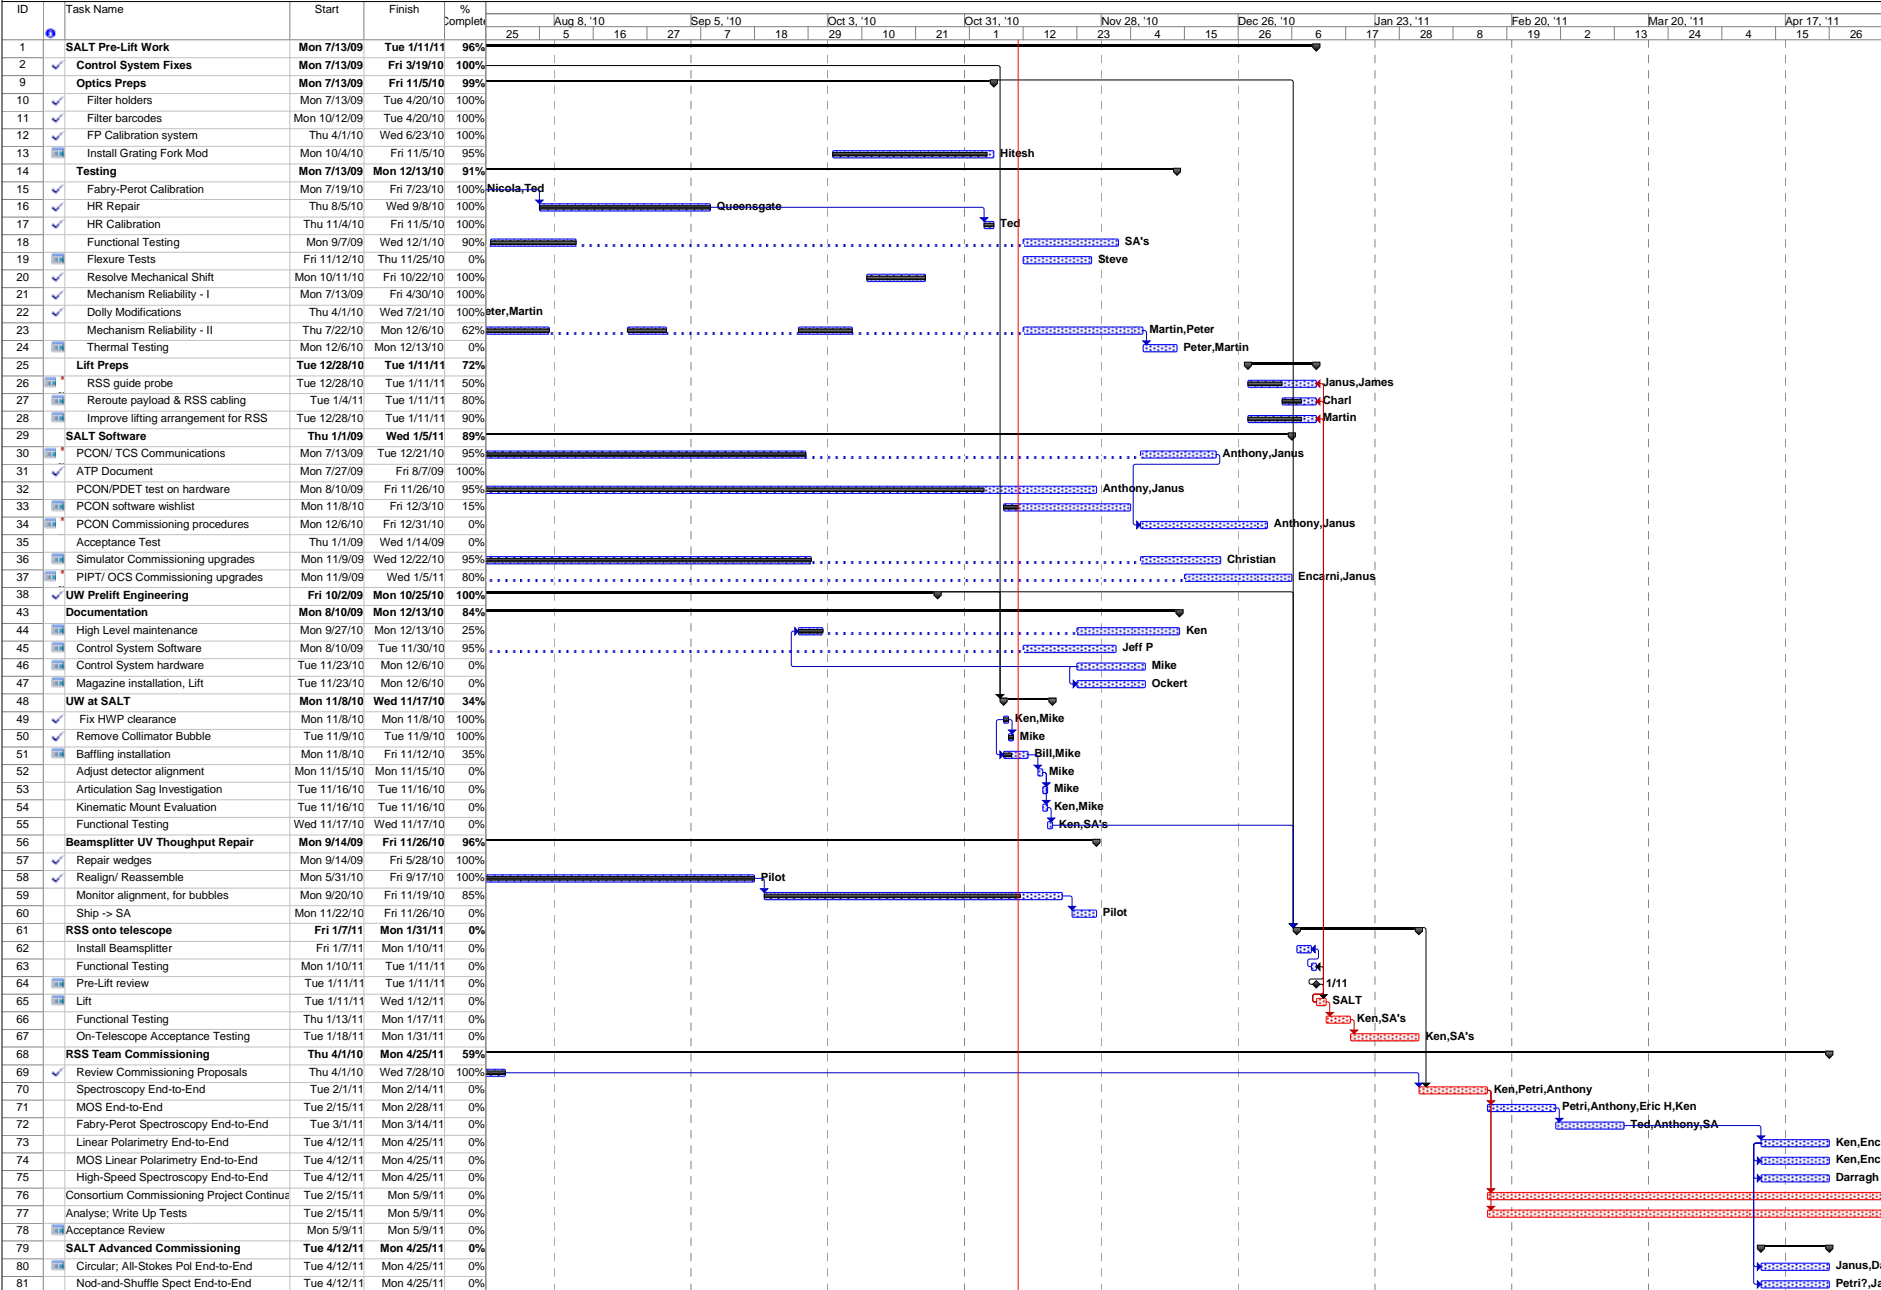 ID Task Name Start Finish % Complete
Aug 8, '10 Sep 5, '10 Oct 3, '10 Oct 31, '10 Nov 28, '10 Dec 26, '10 Jan 23, '11 Feb 20, '11 Mar 20, '11 Apr 17, '11
25 5 16 27 7 18 29 10 21 1 12 23 4 15 26 6 17 28 8 19 2 13 24 4 15 26
1 SALT Pre-Lift Work Mon 7/13/09 Tue 1/11/11 96%
2 Control System Fixes Mon 7/13/09 Fri 3/19/10 100%
9 Optics Preps Mon 7/13/09 Fri 11/5/10 99%
10 Filter holders Mon 7/13/09 Tue 4/20/10 100%
11 Filter barcodes Mon 10/12/09 Tue 4/20/10 100%
12 FP Calibration system Thu 4/1/10 Wed 6/23/10 100%
13 Install Grating Fork Mod Mon 10/4/10 Fri 11/5/10 95% Hitesh
14 Testing Mon 7/13/09 Mon 12/13/10 91%
15 Fabry-Perot Calibration Mon 7/19/10 Fri 7/23/10 100% Nicola,Ted
16 HR Repair Thu 8/5/10 Wed 9/8/10 100% Queensgate
17 HR Calibration Thu 11/4/10 Fri 11/5/10 100% Ted
18 Functional Testing Mon 9/7/09 Wed 12/1/10 90% SA's
19 Flexure Tests Fri 11/12/10 Thu 11/25/10 0% Steve
20 Resolve Mechanical Shift Mon 10/11/10 Fri 10/22/10 100%
21 Mechanism Reliability - I Mon 7/13/09 Fri 4/30/10 100%
22 Dolly Modifications Thu 4/1/10 Wed 7/21/10 100% eter,Martin
23 Mechanism Reliability - II Thu 7/22/10 Mon 12/6/10 62% Martin,Peter
24 Thermal Testing Mon 12/6/10 Mon 12/13/10 0% Peter,Martin
25 Lift Preps Tue 12/28/10 Tue 1/11/11 72%
26 RSS guide probe Tue 12/28/10 Tue 1/11/11 50% Janus,James
27 Reroute payload & RSS cabling Tue 1/4/11 Tue 1/11/11 80% Charl
28 Improve lifting arrangement for RSS Tue 12/28/10 Tue 1/11/11 90% Martin
29 SALT Software Thu 1/1/09 Wed 1/5/11 89%
30 PCON/ TCS Communications Mon 7/13/09 Tue 12/21/10 95% Anthony,Janus
31 ATP Document Mon 7/27/09 Fri 8/7/09 100%
32 PCON/PDET test on hardware Mon 8/10/09 Fri 11/26/10 95% Anthony,Janus
33 PCON software wishlist Mon 11/8/10 Fri 12/3/10 15%
34 PCON Commissioning procedures Mon 12/6/10 Fri 12/31/10 0% Anthony,Janus
35 Acceptance Test Thu 1/1/09 Wed 1/14/09 0%
36 Simulator Commissioning upgrades Mon 11/9/09 Wed 12/22/10 95% Christian
37 PIPT/ OCS Commissioning upgrades Mon 11/9/09 Wed 1/5/11 80% Encarni,Janus
38 UW Prelift Engineering Fri 10/2/09 Mon 10/25/10 100%
43 Documentation Mon 8/10/09 Mon 12/13/10 84%
44 High Level maintenance Mon 9/27/10 Mon 12/13/10 25% Ken
45 Control System Software Mon 8/10/09 Tue 11/30/10 95% Jeff P
46 Control System hardware Tue 11/23/10 Mon 12/6/10 0% Mike
47 Magazine installation, Lift Tue 11/23/10 Mon 12/6/10 0% Ockert
48 UW at SALT Mon 11/8/10 Wed 11/17/10 34%
49 Fix HWP clearance Mon 11/8/10 Mon 11/8/10 100% Ken,Mike
50 Remove Collimator Bubble Tue 11/9/10 Tue 11/9/10 100% Mike
51 Baffling installation Mon 11/8/10 Fri 11/12/10 35% Bill,Mike
52 Adjust detector alignment Mon 11/15/10 Mon 11/15/10 0% Mike
53 Articulation Sag Investigation Tue 11/16/10 Tue 11/16/10 0% Mike
54 Kinematic Mount Evaluation Tue 11/16/10 Tue 11/16/10 0% Ken,Mike
55 Functional Testing Wed 11/17/10 Wed 11/17/10 0% Ken,SA's
56 Beamsplitter UV Thoughput Repair Mon 9/14/09 Fri 11/26/10 96%
57 Repair wedges Mon 9/14/09 Fri 5/28/10 100%
58 Realign/ Reassemble Mon 5/31/10 Fri 9/17/10 100% Pilot
59 Monitor alignment, for bubbles Mon 9/20/10 Fri 11/19/10 85%
60 Ship -> SA Mon 11/22/10 Fri 11/26/10 0% Pilot
61 RSS onto telescope Fri 1/7/11 Mon 1/31/11 0%
62 Install Beamsplitter Fri 1/7/11 Mon 1/10/11 0%
63 Functional Testing Mon 1/10/11 Tue 1/11/11 0%
64 Pre-Lift review Tue 1/11/11 Tue 1/11/11 0% 1/11
65 Lift Tue 1/11/11 Wed 1/12/11 0% SALT
66 Functional Testing Thu 1/13/11 Mon 1/17/11 0% Ken,SA's
67 On-Telescope Acceptance Testing Tue 1/18/11 Mon 1/31/11 0% Ken,SA's
68 RSS Team Commissioning Thu 4/1/10 Mon 4/25/11 59%
69 Review Commissioning Proposals Thu 4/1/10 Wed 7/28/10 100%
70 Spectroscopy End-to-End Tue 2/1/11 Mon 2/14/11 0% Ken,Petri,Anthony
71 MOS End-to-End Tue 2/15/11 Mon 2/28/11 0% Petri,Anthony,Eric H,Ken
72 Fabry-Perot Spectroscopy End-to-End Tue 3/1/11 Mon 3/14/11 0% Ted,Anthony,SA
73 Linear Polarimetry End-to-End Tue 4/12/11 Mon 4/25/11 0% Ken,Enc
74 MOS Linear Polarimetry End-to-End Tue 4/12/11 Mon 4/25/11 0% Ken,Enc
75 High-Speed Spectroscopy End-to-End Tue 4/12/11 Mon 4/25/11 0% Darragh
76 Consortium Commissioning Project Continua Tue 2/15/11 Mon 5/9/11 0%
77 Analyse; Write Up Tests Tue 2/15/11 Mon 5/9/11 0%
78 Acceptance Review Mon 5/9/11 Mon 5/9/11 0%
79 SALT Advanced Commissioning Tue 4/12/11 Mon 4/25/11 0%
80 Circular; All-Stokes Pol End-to-End Tue 4/12/11 Mon 4/25/11 0% Janus,Da
81 Nod-and-Shuffle Spect End-to-End Tue 4/12/11 Mon 4/25/11 0% Petri?,Ja